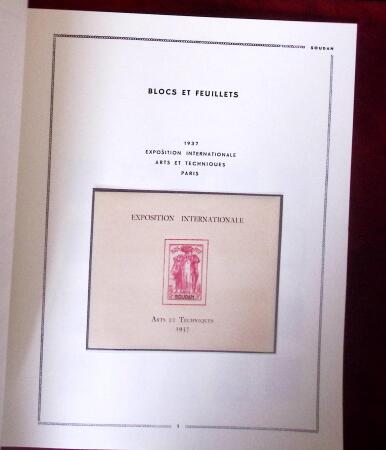 SOUDAN
BLOCS ET FEUILLETS
1937
EXPOSITION INTERNATIONALE
ARTS ET TECHNIQUES
PARIS
EXPOSITION INTERNATIONALE
SOUDAN
ARTS ET TECHNIQUES
1937